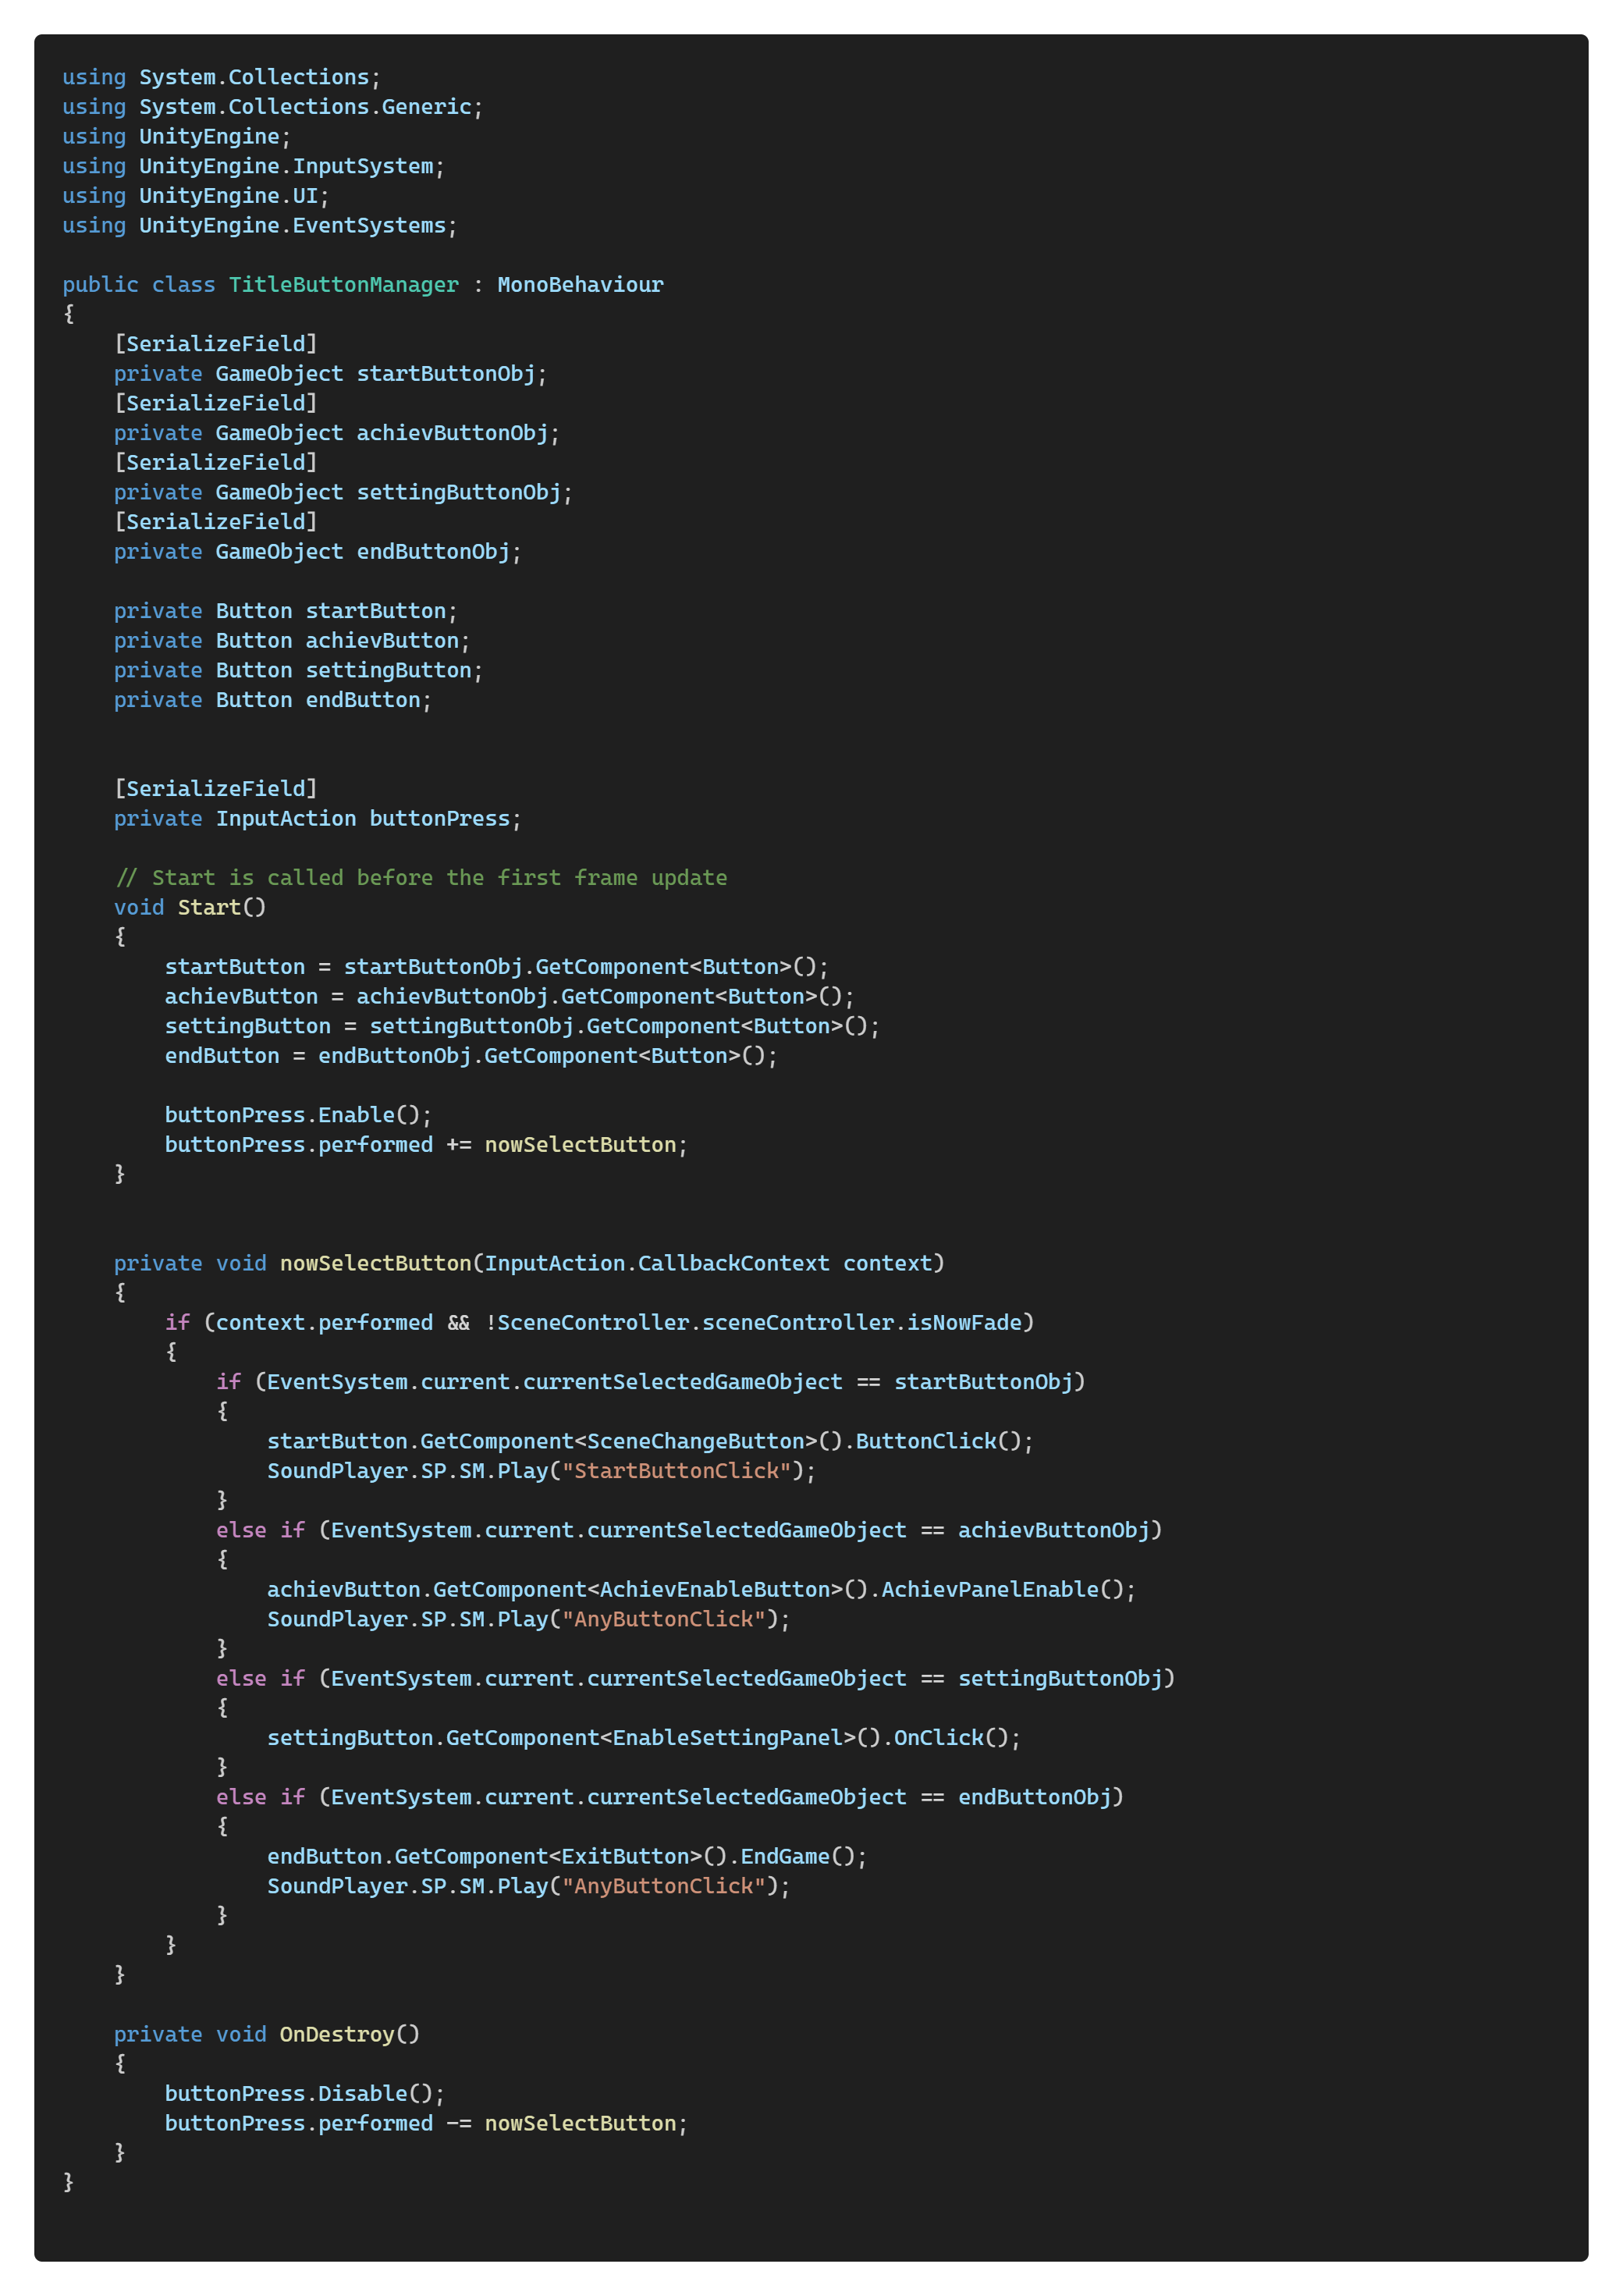 using System.Collections;
using System.Collections.Generic;
using UnityEngine;
using UnityEngine.InputSystem;
using UnityEngine.UI;
using UnityEngine.EventSystems;

public class TitleButtonManager : MonoBehaviour
{
    [SerializeField]
    private GameObject startButtonObj;
    [SerializeField]
    private GameObject achievButtonObj;
    [SerializeField]
    private GameObject settingButtonObj;
    [SerializeField]
    private GameObject endButtonObj;

    private Button startButton;
    private Button achievButton;
    private Button settingButton;
    private Button endButton;


    [SerializeField]
    private InputAction buttonPress;

    // Start is called before the first frame update
    void Start()
    {
        startButton = startButtonObj.GetComponent<Button>();
        achievButton = achievButtonObj.GetComponent<Button>();
        settingButton = settingButtonObj.GetComponent<Button>();
        endButton = endButtonObj.GetComponent<Button>();

        buttonPress.Enable();
        buttonPress.performed += nowSelectButton;
    }


    private void nowSelectButton(InputAction.CallbackContext context)
    {
        if (context.performed && !SceneController.sceneController.isNowFade)
        {
            if (EventSystem.current.currentSelectedGameObject == startButtonObj)
            {
                startButton.GetComponent<SceneChangeButton>().ButtonClick();
                SoundPlayer.SP.SM.Play("StartButtonClick");
            }
            else if (EventSystem.current.currentSelectedGameObject == achievButtonObj)
            {
                achievButton.GetComponent<AchievEnableButton>().AchievPanelEnable();
                SoundPlayer.SP.SM.Play("AnyButtonClick");
            }
            else if (EventSystem.current.currentSelectedGameObject == settingButtonObj)
            {
                settingButton.GetComponent<EnableSettingPanel>().OnClick();
            }
            else if (EventSystem.current.currentSelectedGameObject == endButtonObj)
            {
                endButton.GetComponent<ExitButton>().EndGame();
                SoundPlayer.SP.SM.Play("AnyButtonClick");
            }
        }
    }

    private void OnDestroy()
    {
        buttonPress.Disable();
        buttonPress.performed -= nowSelectButton;
    }
}